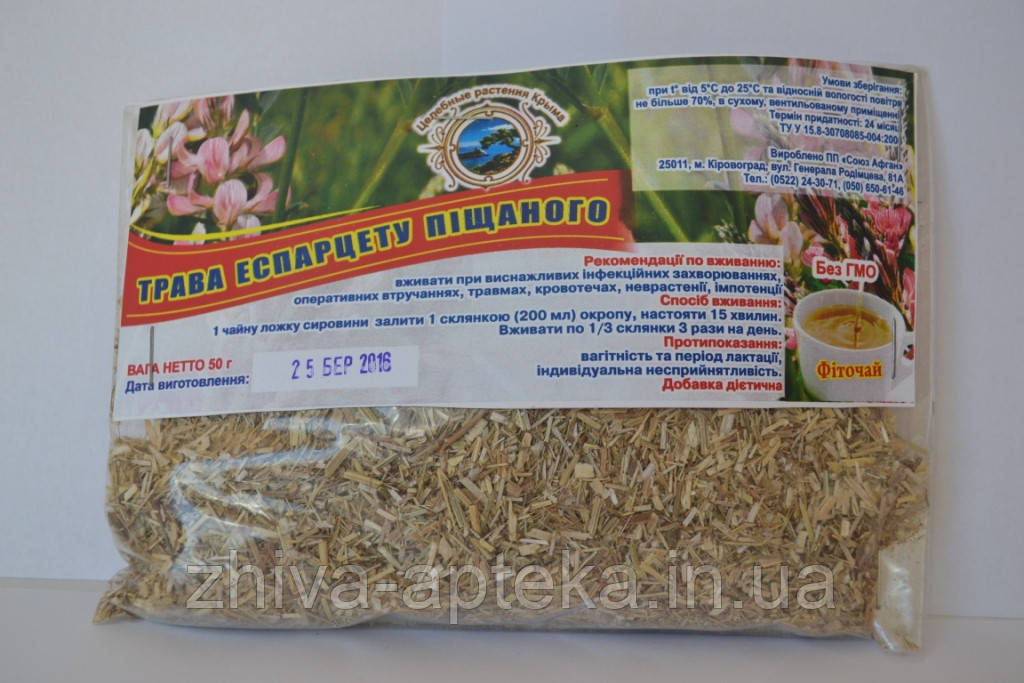 Целебные растения Крыма
ТРАВА ЕСПАРЦЕТУ ПІЩАНОГО
Умови зберігання:
при t° від 5°С до 25°С та відносній вологості повітря
не більше 70%, в сухому, вентильованому приміщенні
Термін придатності: 24 місяц
ТУ У 15.8-30708085-004:200
Вироблено ПП «Союз Афган»
25011, м. Кіровоград, вул. Генерала Родімцева, 81А
Тел.: (0522) 24-30-71, (050) 650-61-46
Рекомендації по вживанню:
вживати при виснажливих інфекційних захворюваннях,
оперативних втручаннях, травмах, кровотечах, неврастенії, імпотенції
Спосіб вживання:
1 чайну ложку сировини залити 1 склянкою (200 мл) окропу, настояти 15 хвилин.
Вживати по 1/3 склянки 3 рази на день.
Протипоказання:
вагітність та період лактації,
індивідуальна несприйнятливість.
Добавка дієтична
Без ГМО
Фіточай
ВАГА НЕТТО 50 г
Дата виготовлення: 25 БЕР 2016
zhiva-apteka.in.ua